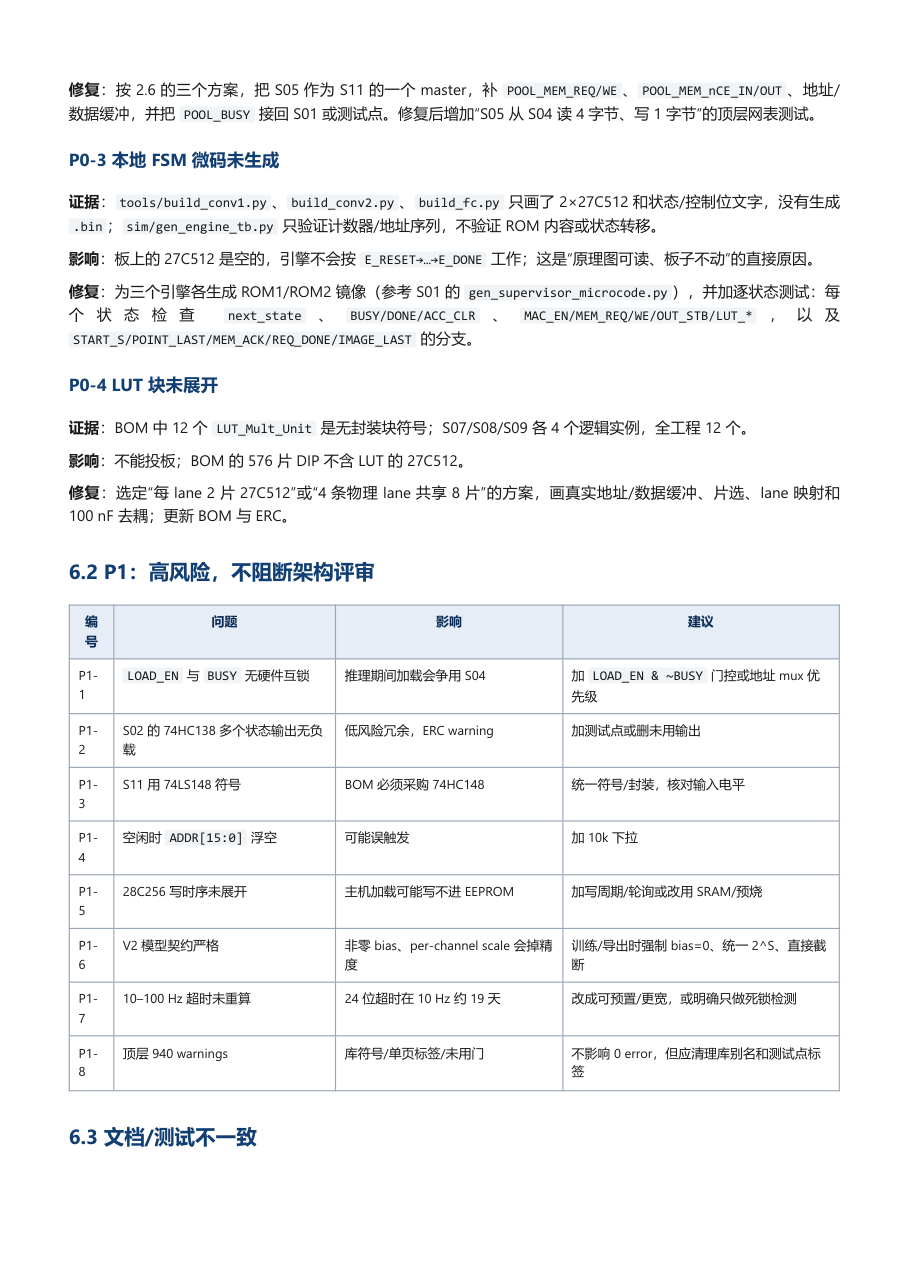 修复：按 2.6 的三个方案，把 S05 作为 S11 的一个 master，补 POOL_MEM_REQ/WE 、 POOL_MEM_nCE_IN/OUT 、地址/
数据缓冲，并把 POOL_BUSY 接回 S01 或测试点。修复后增加“S05 从 S04 读 4 字节、写 1 字节”的顶层网表测试。
P0-3 本地 FSM 微码未生成
证据： tools/build_conv1.py 、 build_conv2.py 、 build_fc.py 只画了 2×27C512 和状态/控制位文字，没有生成
.bin ； sim/gen_engine_tb.py 只验证计数器/地址序列，不验证 ROM 内容或状态转移。
影响：板上的 27C512 是空的，引擎不会按 E_RESET→…→E_DONE 工作；这是“原理图可读、板子不动”的直接原因。
修复：为三个引擎各生成 ROM1/ROM2 镜像（参考 S01 的 gen_supervisor_microcode.py ），并加逐状态测试：每
个状态检查 next_state 、 BUSY/DONE/ACC_CLR 、 MAC_EN/MEM_REQ/WE/OUT_STB/LUT_* ，以及
START_S/POINT_LAST/MEM_ACK/REQ_DONE/IMAGE_LAST 的分支。
P0-4 LUT 块未展开
证据：BOM 中 12 个 LUT_Mult_Unit 是无封装块符号；S07/S08/S09 各 4 个逻辑实例，全工程 12 个。
影响：不能投板；BOM 的 576 片 DIP 不含 LUT 的 27C512。
修复：选定“每 lane 2 片 27C512”或“4 条物理 lane 共享 8 片”的方案，画真实地址/数据缓冲、片选、lane 映射和
100 nF 去耦；更新 BOM 与 ERC。
6.2 P1：高风险，不阻断架构评审
编
号
问题
影响
建议
P1-
1
LOAD_EN 与 BUSY 无硬件互锁
推理期间加载会争用 S04
加 LOAD_EN & ~BUSY 门控或地址 mux 优
先级
P1-
2
S02 的 74HC138 多个状态输出无负
载
低风险冗余，ERC warning
加测试点或删未用输出
P1-
3
S11 用 74LS148 符号
BOM 必须采购 74HC148
统一符号/封装，核对输入电平
P1-
4
空闲时 ADDR[15:0] 浮空
可能误触发
加 10k 下拉
P1-
5
28C256 写时序未展开
主机加载可能写不进 EEPROM
加写周期/轮询或改用 SRAM/预烧
P1-
6
V2 模型契约严格
非零 bias、per-channel scale 会掉精
度
训练/导出时强制 bias=0、统一 2^S、直接截
断
P1-
7
10–100 Hz 超时未重算
24 位超时在 10 Hz 约 19 天
改成可预置/更宽，或明确只做死锁检测
P1-
8
顶层 940 warnings
库符号/单页标签/未用门
不影响 0 error，但应清理库别名和测试点标
签
6.3 文档/测试不一致